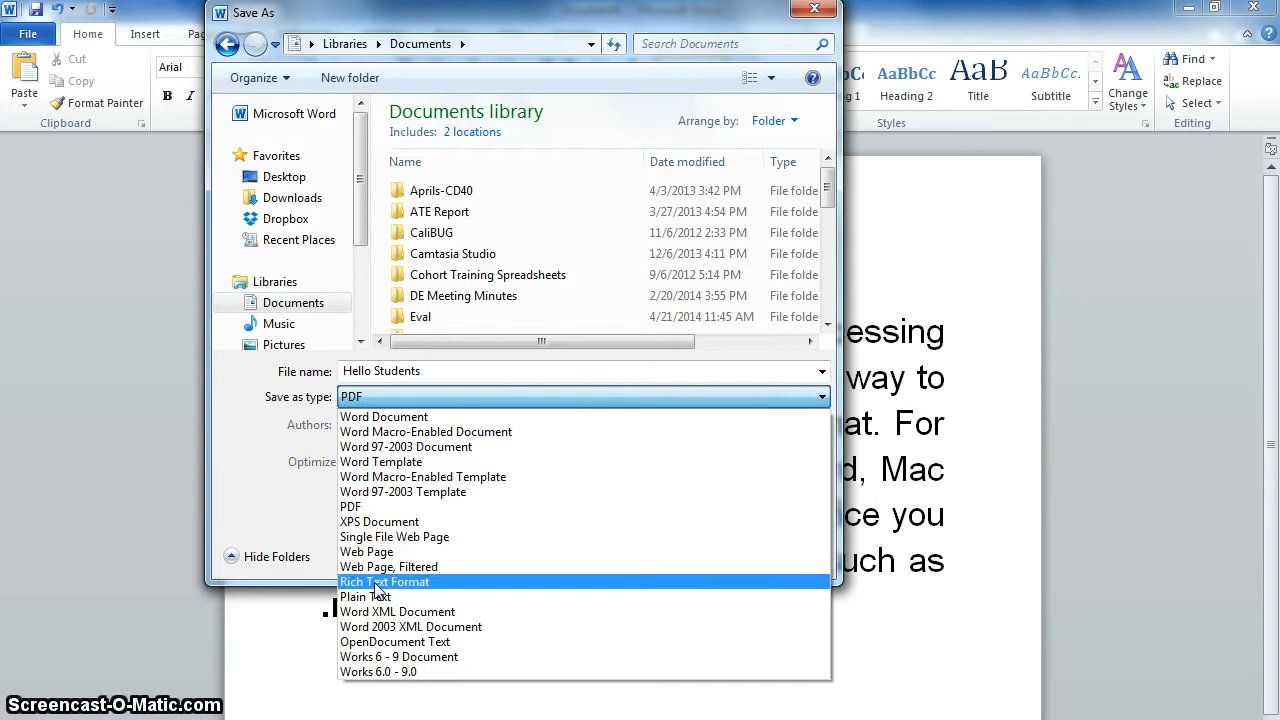 Save As
File
Home
Insert
Pa
Paste
Cut
Copy
Format Painter
Clipboard
Arial
B I
Libraries Documents
Search Documents
Organize New folder
Microsoft Word
Favorites
Desktop
Downloads
Dropbox
Recent Places
Libraries
Documents
Music
Pictures
Documents library
Includes: 2 locations
Arrange by: Folder
Name Date modified Type
Aprils-CD40 4/3/2013 3:42 PM File folde
ATE Report 3/27/2013 4:54 PM File folde
CaliBUG 11/6/2012 2:33 PM File folde
Camtasia Studio 12/6/2013 4:11 PM File folde
Cohort Training Spreadsheets 9/6/2012 5:14 PM File folde
DE Meeting Minutes 2/20/2014 3:55 PM File folde
Eval 4/21/2014 11:45 AM File folde
File name: Hello Students
Save as type: PDF
Authors:
Optimize
Hide Folders
Word Document
Word Macro-Enabled Document
Word 97-2003 Document
Word Template
Word Macro-Enabled Template
Word 97-2003 Template
PDF
XPS Document
Single File Web Page
Web Page
Web Page, Filtered
Rich Text Format
Plain Text
Word XML Document
Word 2003 XML Document
OpenDocument Text
Works 6 - 9 Document
Works 6.0 - 9.0
AaBbCc AaB AaBbCc
g 1 Heading 2 Title Subtitle
Change
Styles
Styles
Find
Replace
Select
Editing
essing
way to
at. For
d, Mac
ce you
uch as
Screencast-O-Matic.com